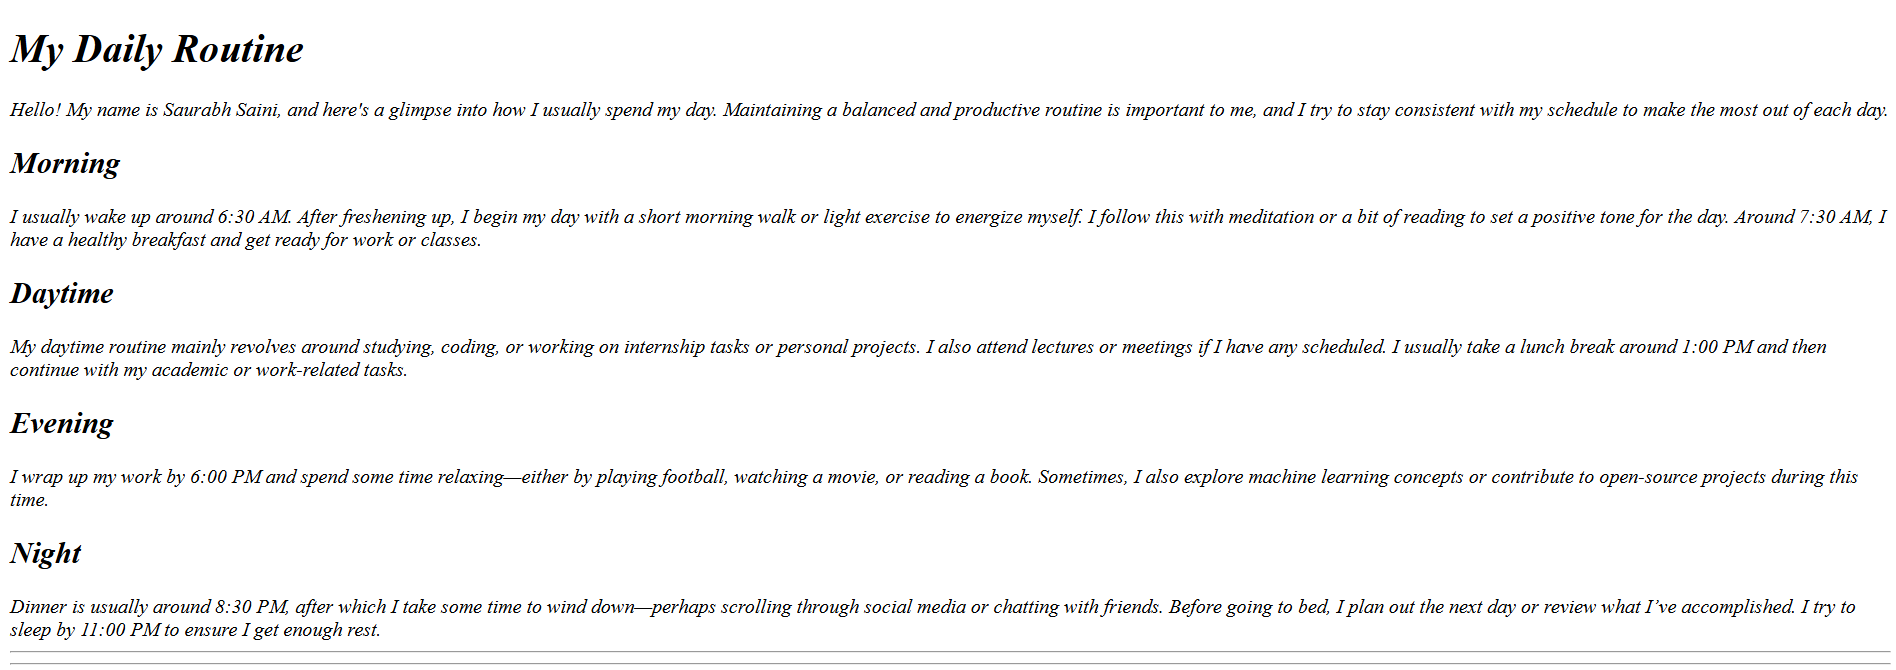 My Daily Routine
Hello! My name is Saurabh Saini, and here's a glimpse into how I usually spend my day. Maintaining a balanced and productive routine is important to me, and I try to stay consistent with my schedule to make the most out of each day.
Morning
I usually wake up around 6:30 AM. After freshening up, I begin my day with a short morning walk or light exercise to energize myself. I follow this with meditation or a bit of reading to set a positive tone for the day. Around 7:30 AM, I
have a healthy breakfast and get ready for work or classes.
Daytime
My daytime routine mainly revolves around studying, coding, or working on internship tasks or personal projects. I also attend lectures or meetings if I have any scheduled. I usually take a lunch break around 1:00 PM and then
continue with my academic or work-related tasks.
Evening
I wrap up my work by 6:00 PM and spend some time relaxing—either by playing football, watching a movie, or reading a book. Sometimes, I also explore machine learning concepts or contribute to open-source projects during this
time.
Night
Dinner is usually around 8:30 PM, after which I take some time to wind down—perhaps scrolling through social media or chatting with friends. Before going to bed, I plan out the next day or review what I’ve accomplished. I try to
sleep by 11:00 PM to ensure I get enough rest.